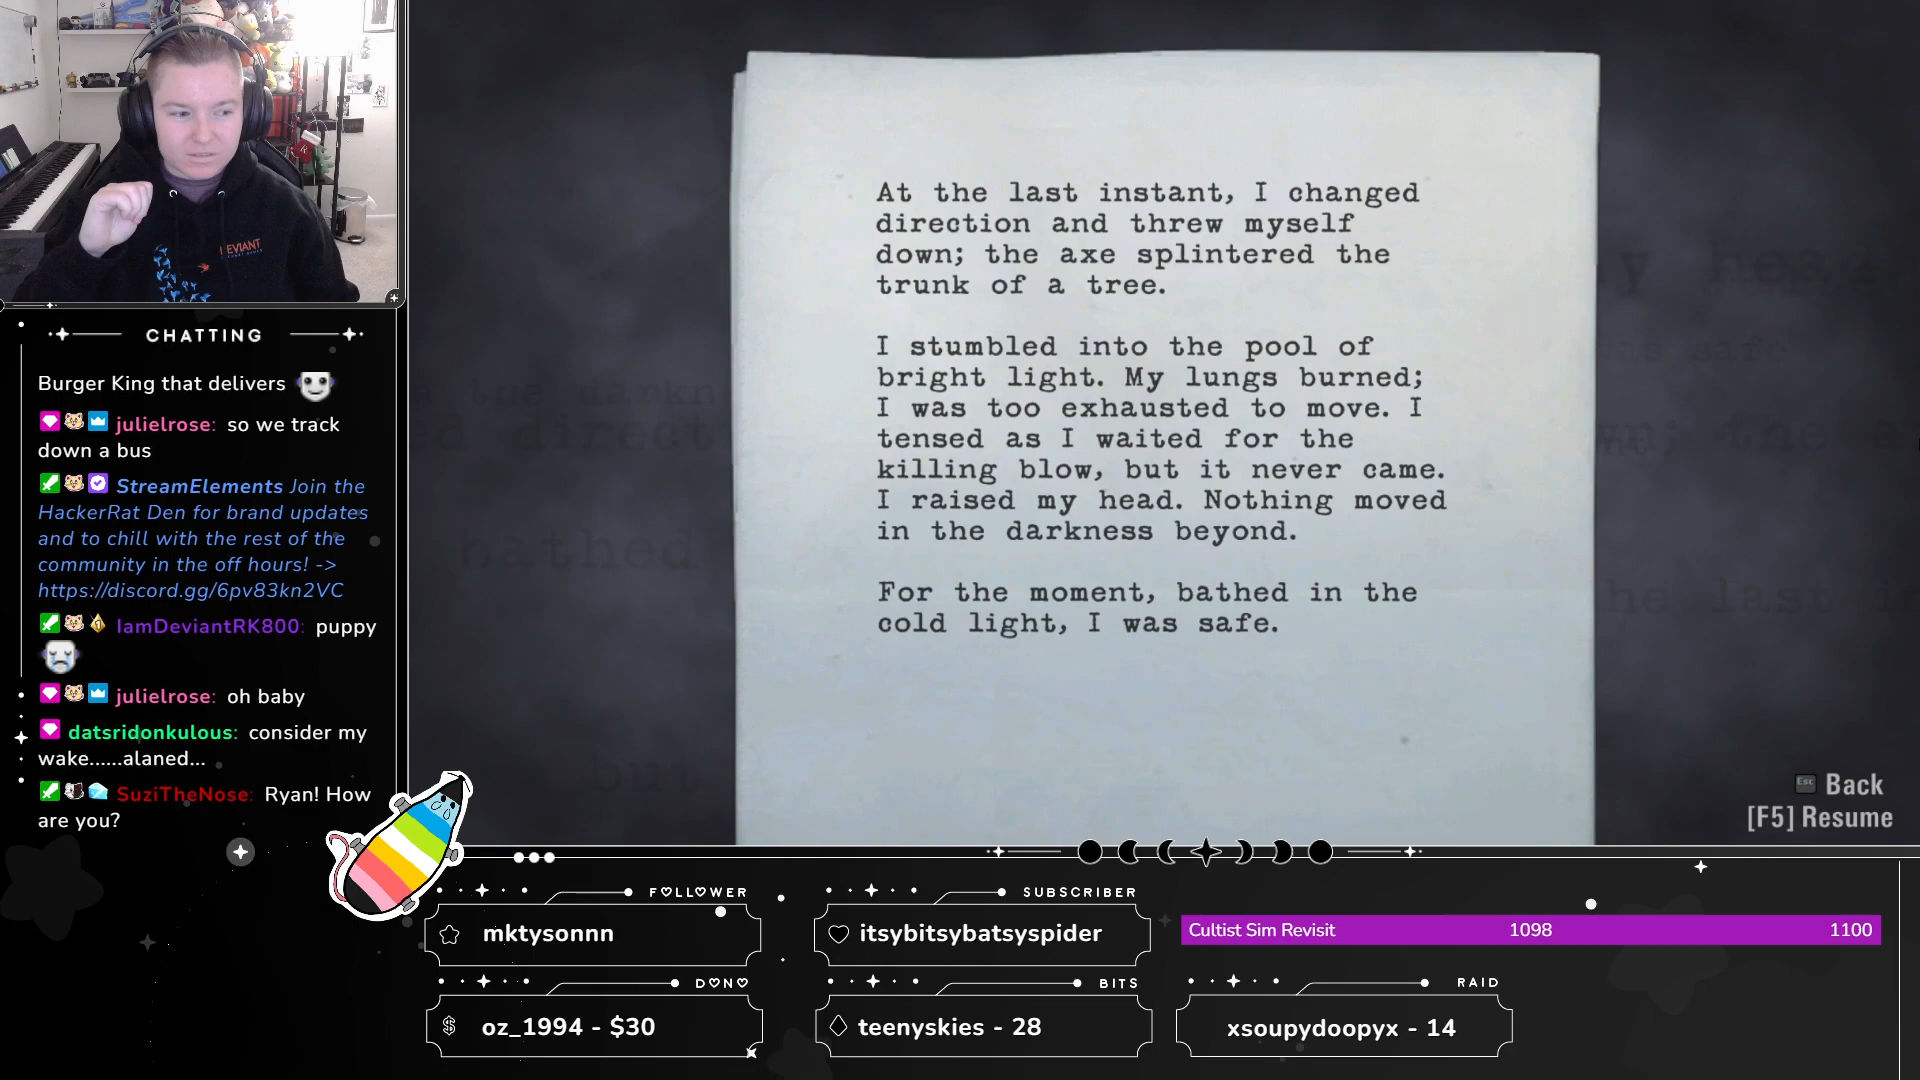 At the last instant, I changed
direction and threw myself
down; the axe splintered the
trunk of a tree.
I stumbled into the pool of
bright light. My lungs burned;
I was too exhausted to move. I
tensed as I waited for the
killing blow, but it never came.
I raised my head. Nothing moved
in the darkness beyond.
For the moment, bathed in the
cold light, I was safe.
Esc Back
[F5] Resume
EVIANT
CHATTING
Burger King that delivers
julielrose: so we track
down a bus
StreamElements Join the
HackerRat Den for brand updates
and to chill with the rest of the
community in the off hours! ->
https://discord.gg/6pv83kn2VC
IamDeviantRK800: puppy
julielrose: oh baby
datsridonkulous: consider my
wake......alaned...
SuziTheNose: Ryan! How
are you?
FOLLOWER
mktysonnn
SUBSCRIBER
itsybitsybatsyspider
Cultist Sim Revisit 1098 1100
DONO
oz_1994 - $30
BITS
teenyskies - 28
RAID
xsoupydoopyx - 14